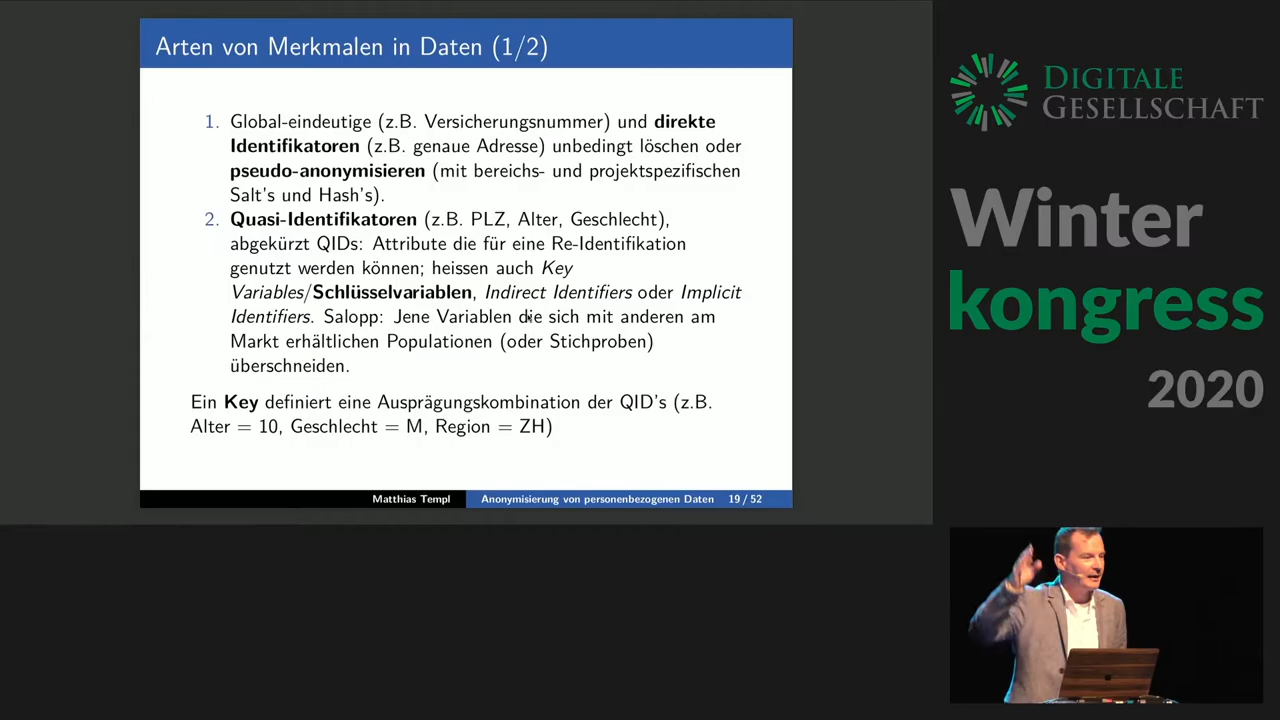 Arten von Merkmalen in Daten (1/2)
1. Global-eindeutige (z.B. Versicherungsnummer) und direkte
Identifikatoren (z.B. genaue Adresse) unbedingt löschen oder
pseudo-anonymisieren (mit bereichs- und projektspezifischen
Salt's und Hash's).
2. Quasi-Identifikatoren (z.B. PLZ, Alter, Geschlecht),
abgekürzt QIDs: Attribute die für eine Re-Identifikation
genutzt werden können; heissen auch Key
Variables/Schlüsselvariablen, Indirect Identifiers oder Implicit
Identifiers. Salopp: Jene Variablen die sich mit anderen am
Markt erhältlichen Populationen (oder Stichproben)
überschneiden.
Ein Key definiert eine Ausprägungskombination der QID's (z.B.
Alter = 10, Geschlecht = M, Region = ZH)
Matthias Templ Anonymisierung von personenbezogenen Daten 19 / 52
DIGITALE
GESELLSCHAFT
Winter
kongress
2020